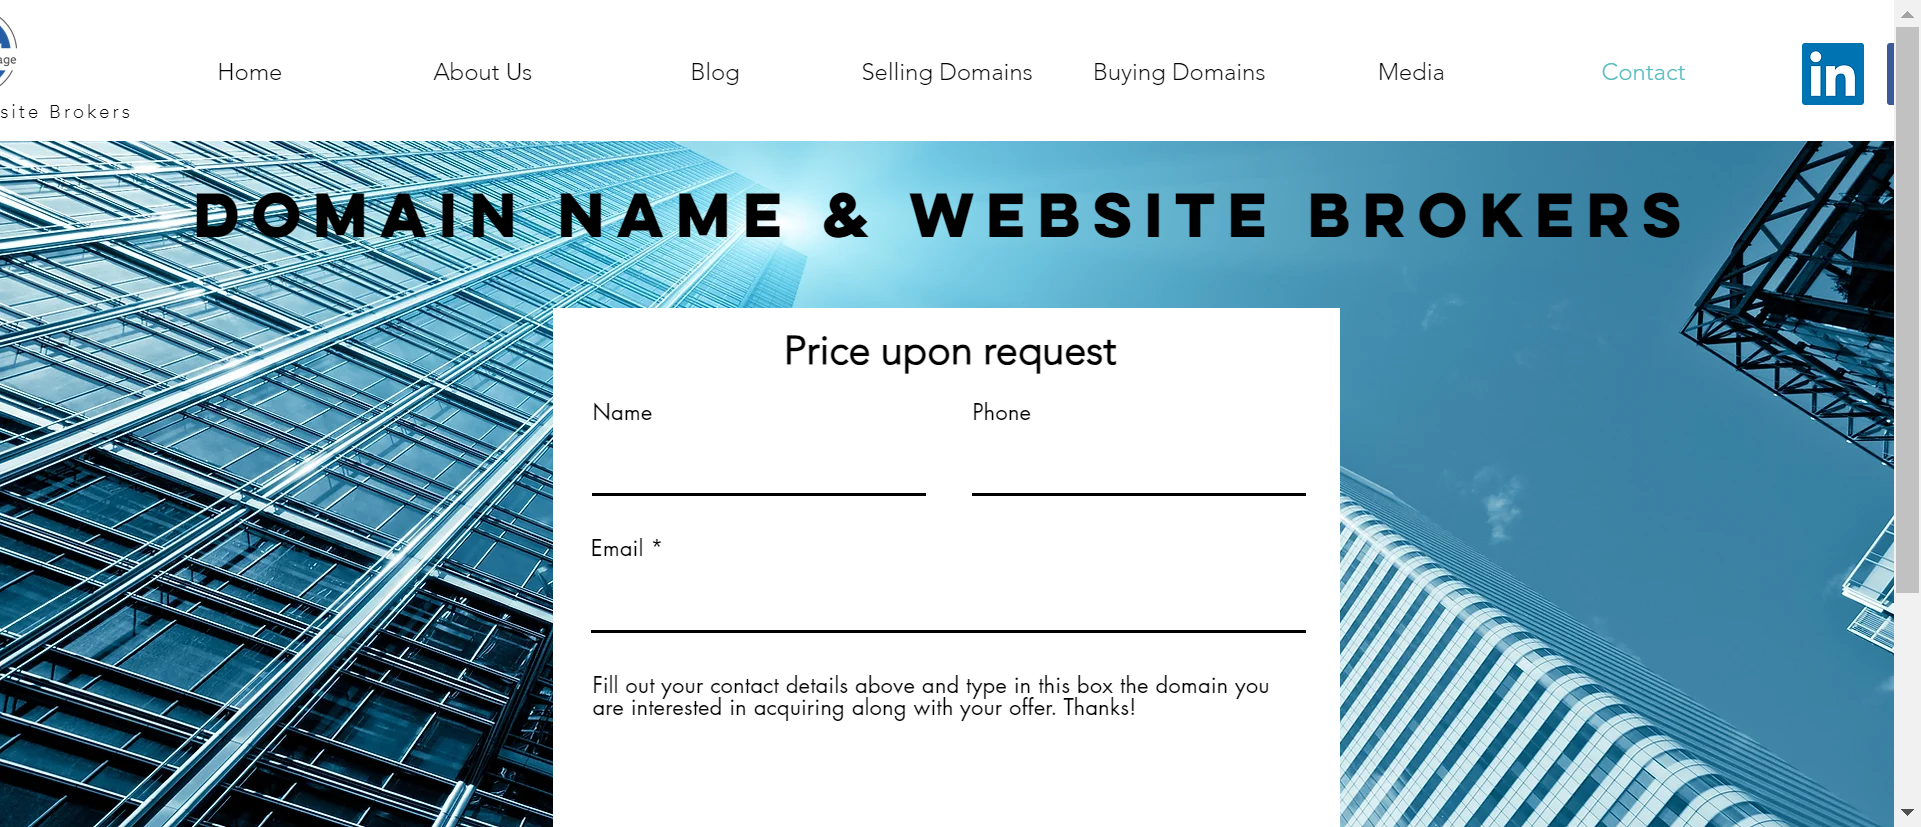 Home
About Us
Blog
Selling Domains
Buying Domains
Media
Contact
in
Brokers
DOMAIN NAME & WEBSITE BROKERS
Price upon request
Name
Phone
Email *
Fill out your contact details above and type in this box the domain you
are interested in acquiring along with your offer. Thanks!